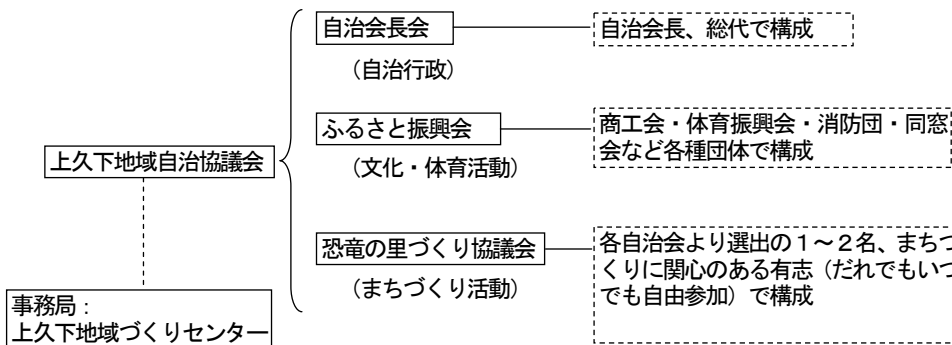 自治会長会
自治会長、総代で構成
（自治行政）
ふるさと振興会
商工会・体育振興会・消防団・同窓
会など各種団体で構成
（文化・体育活動）
上久下地域自治協議会
恐竜の里づくり協議会
各自治会より選出の１～２名、まちづ
くりに関心のある有志（だれでもいつ
でも自由参加）で構成
（まちづくり活動）
事務局：
上久下地域づくりセンター